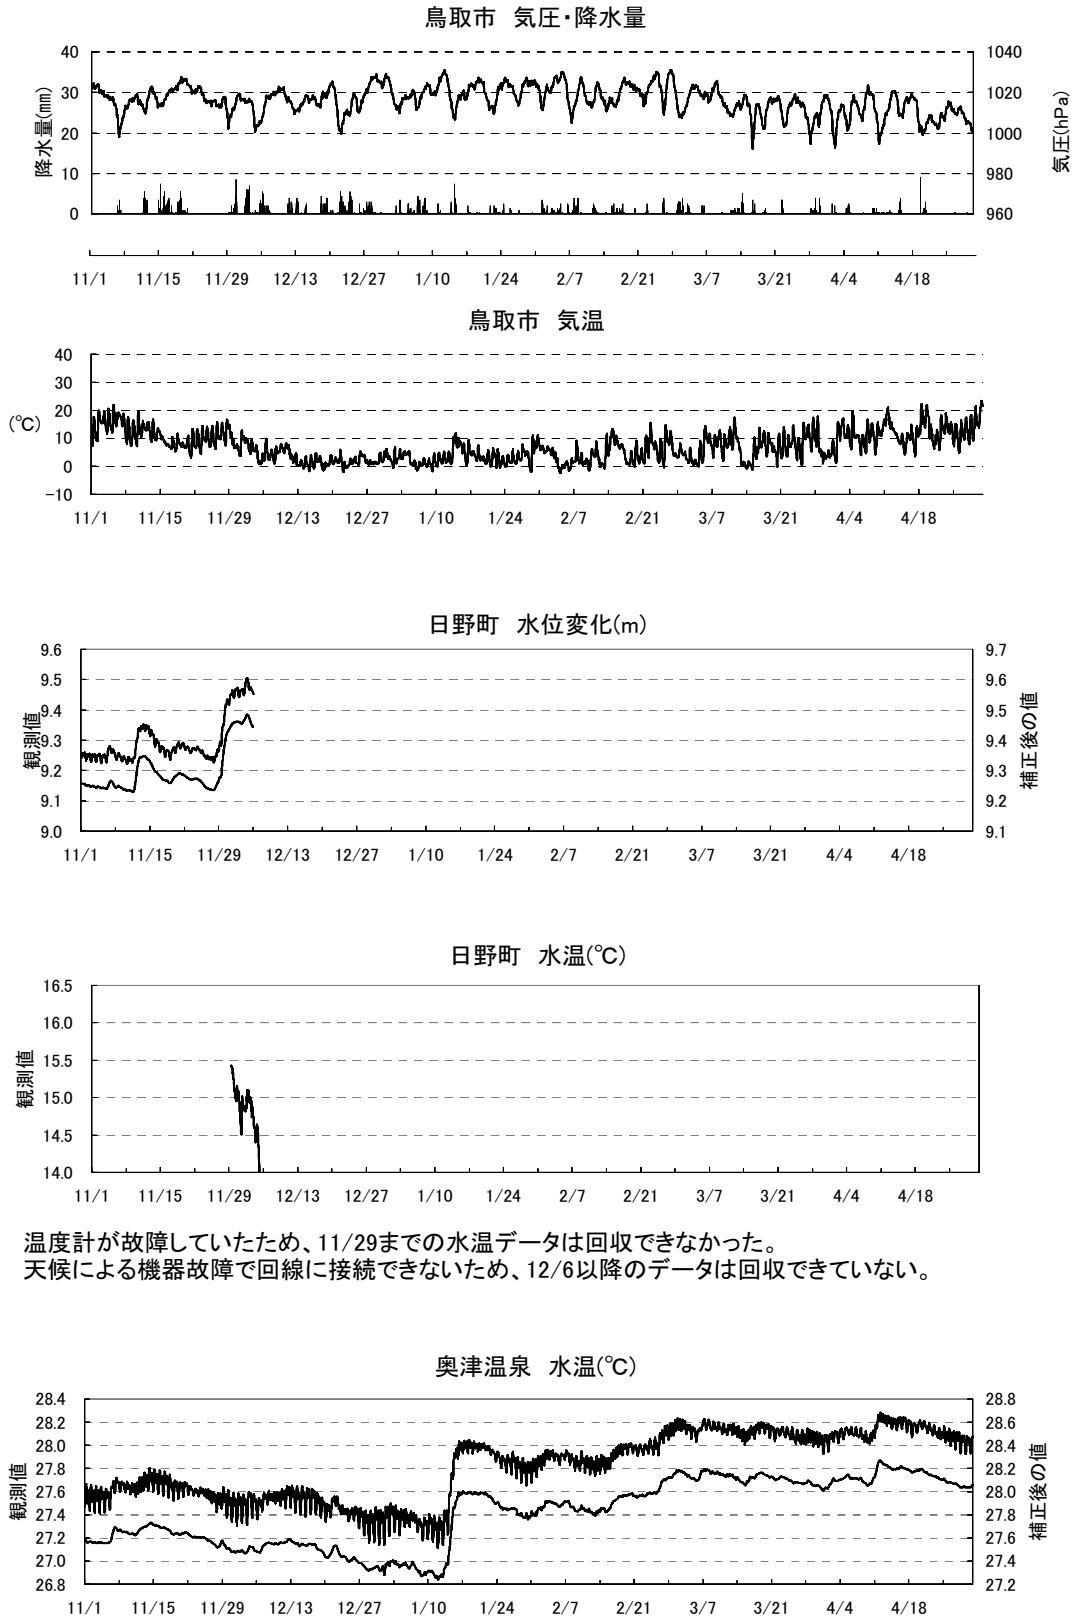 鳥取市 気圧・降水量
降水量(mm)
40
30
20
10
0
1040
1020
1000
980
960
気圧(hPa)
11/1 11/15 11/29 12/13 12/27 1/10 1/24 2/7 2/21 3/7 3/21 4/4 4/18
鳥取市 気温
(℃)
40
30
20
10
0
-10
11/1 11/15 11/29 12/13 12/27 1/10 1/24 2/7 2/21 3/7 3/21 4/4 4/18
日野町 水位変化(m)
観測値
9.6
9.5
9.4
9.3
9.2
9.1
9.0
9.7
9.6
9.5
9.4
9.3
9.2
9.1
補正後の値
11/1 11/15 11/29 12/13 12/27 1/10 1/24 2/7 2/21 3/7 3/21 4/4 4/18
日野町 水温(℃)
観測値
16.5
16.0
15.5
15.0
14.5
14.0
11/1 11/15 11/29 12/13 12/27 1/10 1/24 2/7 2/21 3/7 3/21 4/4 4/18
温度計が故障していたため、11/29までの水温データは回収できなかった。
天候による機器故障で回線に接続できないため、12/6以降のデータは回収できていない。
奥津温泉 水温(℃)
観測値
28.4
28.2
28.0
27.8
27.6
27.4
27.2
27.0
26.8
28.8
28.6
28.4
28.2
28.0
27.8
27.6
27.4
27.2
補正後の値
11/1 11/15 11/29 12/13 12/27 1/10 1/24 2/7 2/21 3/7 3/21 4/4 4/18